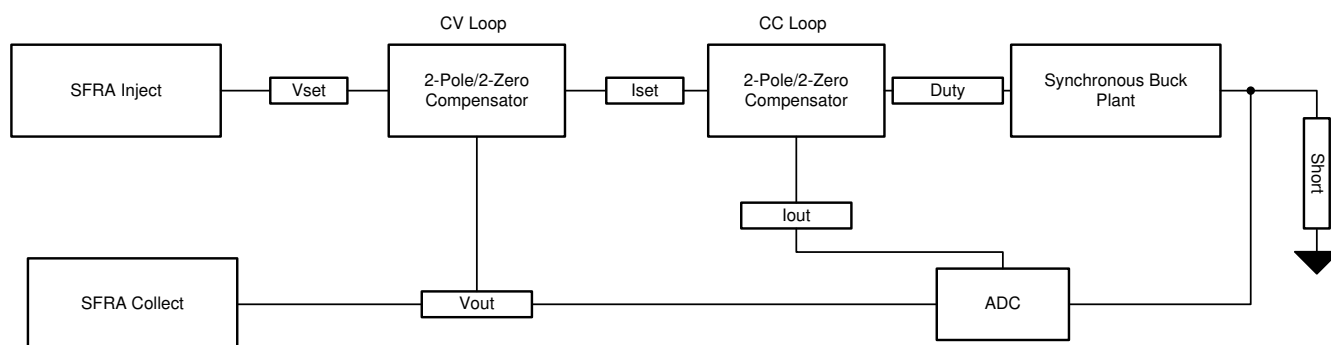 CV Loop
CC Loop
SFRA Inject
Vset
2-Pole/2-Zero
Compensator
Iset
2-Pole/2-Zero
Compensator
Duty
Synchronous Buck
Plant
Short
Iout
SFRA Collect
Vout
ADC